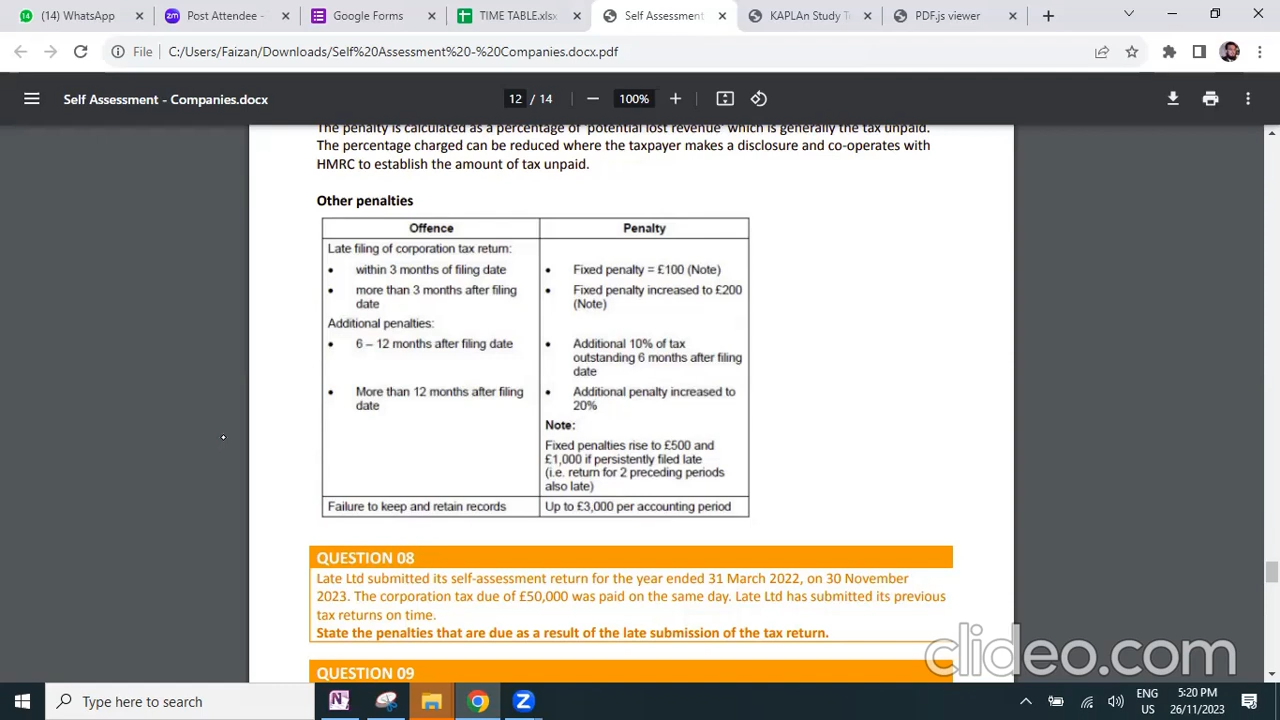 (14) WhatsApp
Post Attendee -
Google Forms
TIME TABLE.xlsx
Self Assessment
KAPLAn Study T
PDF.js viewer
File C:/Users/Faizan/Downloads/Self%20Assessment%20-%20Companies.docx.pdf
Self Assessment - Companies.docx
12 / 14
100%
The penalty is calculated as a percentage of 'potential lost revenue' which is generally the tax unpaid.
The percentage charged can be reduced where the taxpayer makes a disclosure and co-operates with
HMRC to establish the amount of tax unpaid.
Other penalties
Offence Penalty
Late filing of corporation tax return:
• within 3 months of filing date • Fixed penalty = £100 (Note)
• more than 3 months after filing • Fixed penalty increased to £200
date (Note)
Additional penalties:
• 6 – 12 months after filing date • Additional 10% of tax
outstanding 6 months after filing
date
• More than 12 months after filing • Additional penalty increased to
date 20%
Note:
Fixed penalties rise to £500 and
£1,000 if persistently filed late
(i.e. return for 2 preceding periods
also late)
Failure to keep and retain records Up to £3,000 per accounting period
QUESTION 08
Late Ltd submitted its self-assessment return for the year ended 31 March 2022, on 30 November
2023. The corporation tax due of £50,000 was paid on the same day. Late Ltd has submitted its previous
tax returns on time.
State the penalties that are due as a result of the late submission of the tax return.
QUESTION 09
clideo.com
Type here to search
ENG
US
5:20 PM
26/11/2023